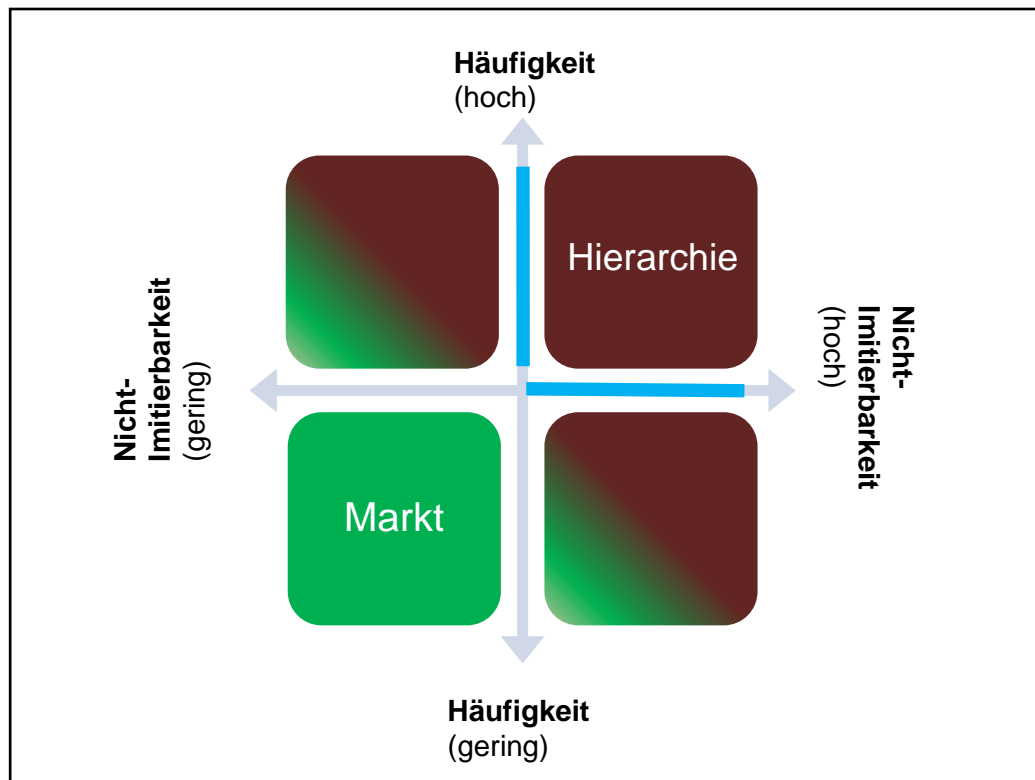 Häufigkeit
(hoch)
Hierarchie
Nicht-
Imitierbarkeit
(gering)
Nicht-
Imitierbarkeit
(hoch)
Markt
Häufigkeit
(gering)